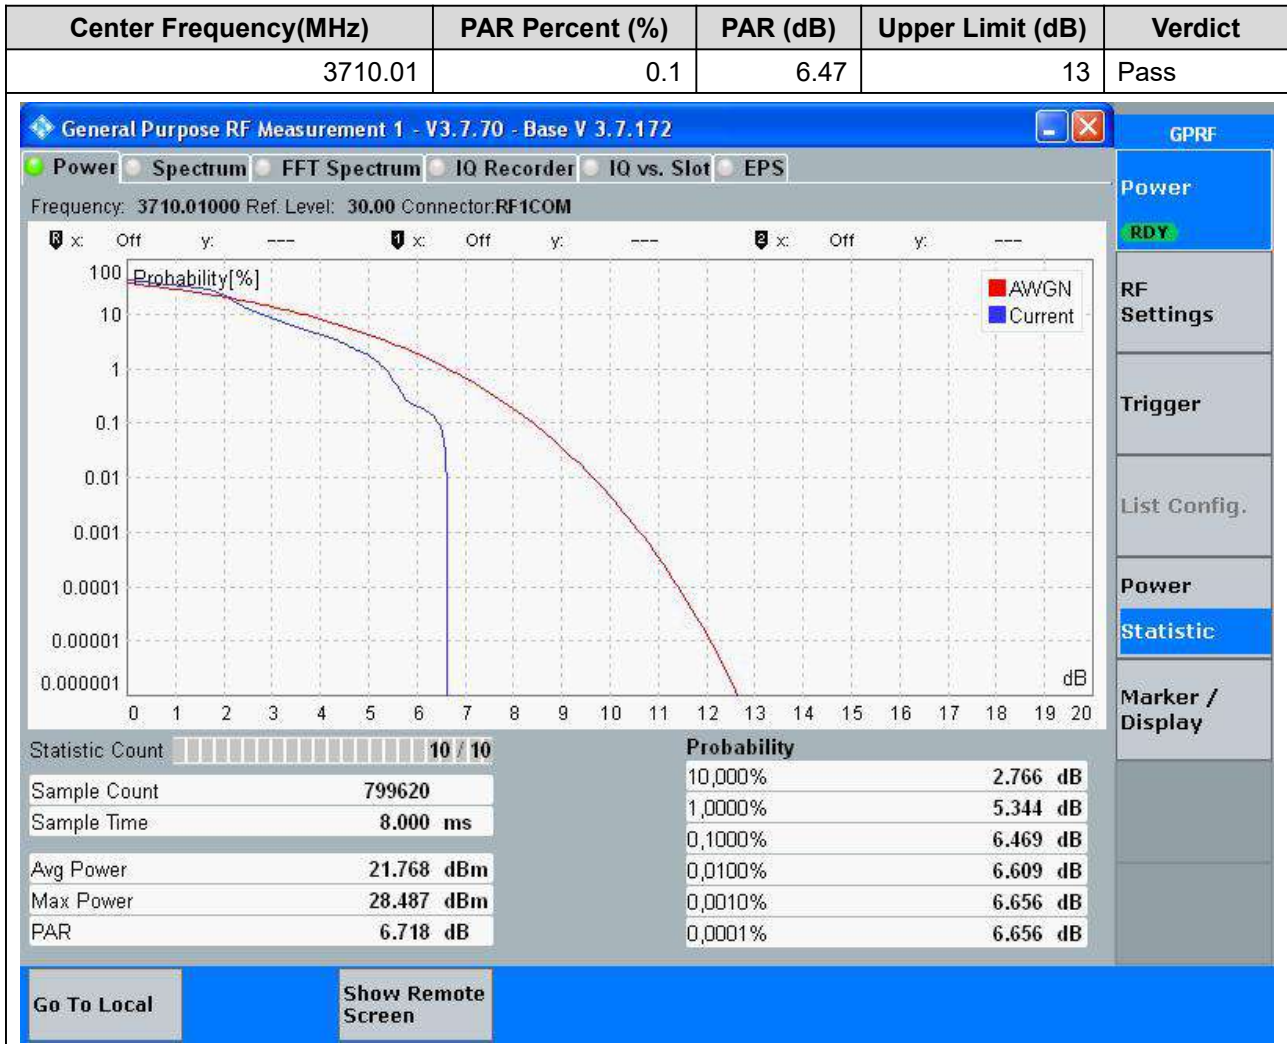 Center Frequency(MHz) PAR Percent (%) PAR (dB) Upper Limit (dB) Verdict
3710.01 0.1 6.47 13 Pass
General Purpose RF Measurement 1 - V3.7.70 - Base V 3.7.172
GPRF
Power Spectrum FFT Spectrum IQ Recorder IQ vs. Slot EPS
Frequency: 3710.01000 Ref. Level: 30.00 Connector:RF1COM
R x: Off y: --- 1 x: Off y: --- 2 x: Off y: ---
Probability[%]
AWGN
Current
100
10
1
0.1
0.01
0.001
0.0001
0.00001
0.000001
dB
0 1 2 3 4 5 6 7 8 9 10 11 12 13 14 15 16 17 18 19 20
Statistic Count 10 / 10
Sample Count 799620
Sample Time 8.000 ms
Avg Power 21.768 dBm
Max Power 28.487 dBm
PAR 6.718 dB
Probability
10,000% 2.766 dB
1,0000% 5.344 dB
0,1000% 6.469 dB
0,0100% 6.609 dB
0,0010% 6.656 dB
0,0001% 6.656 dB
Power
RDY
RF
Settings
Trigger
List Config.
Power
Statistic
Marker /
Display
Go To Local
Show Remote
Screen